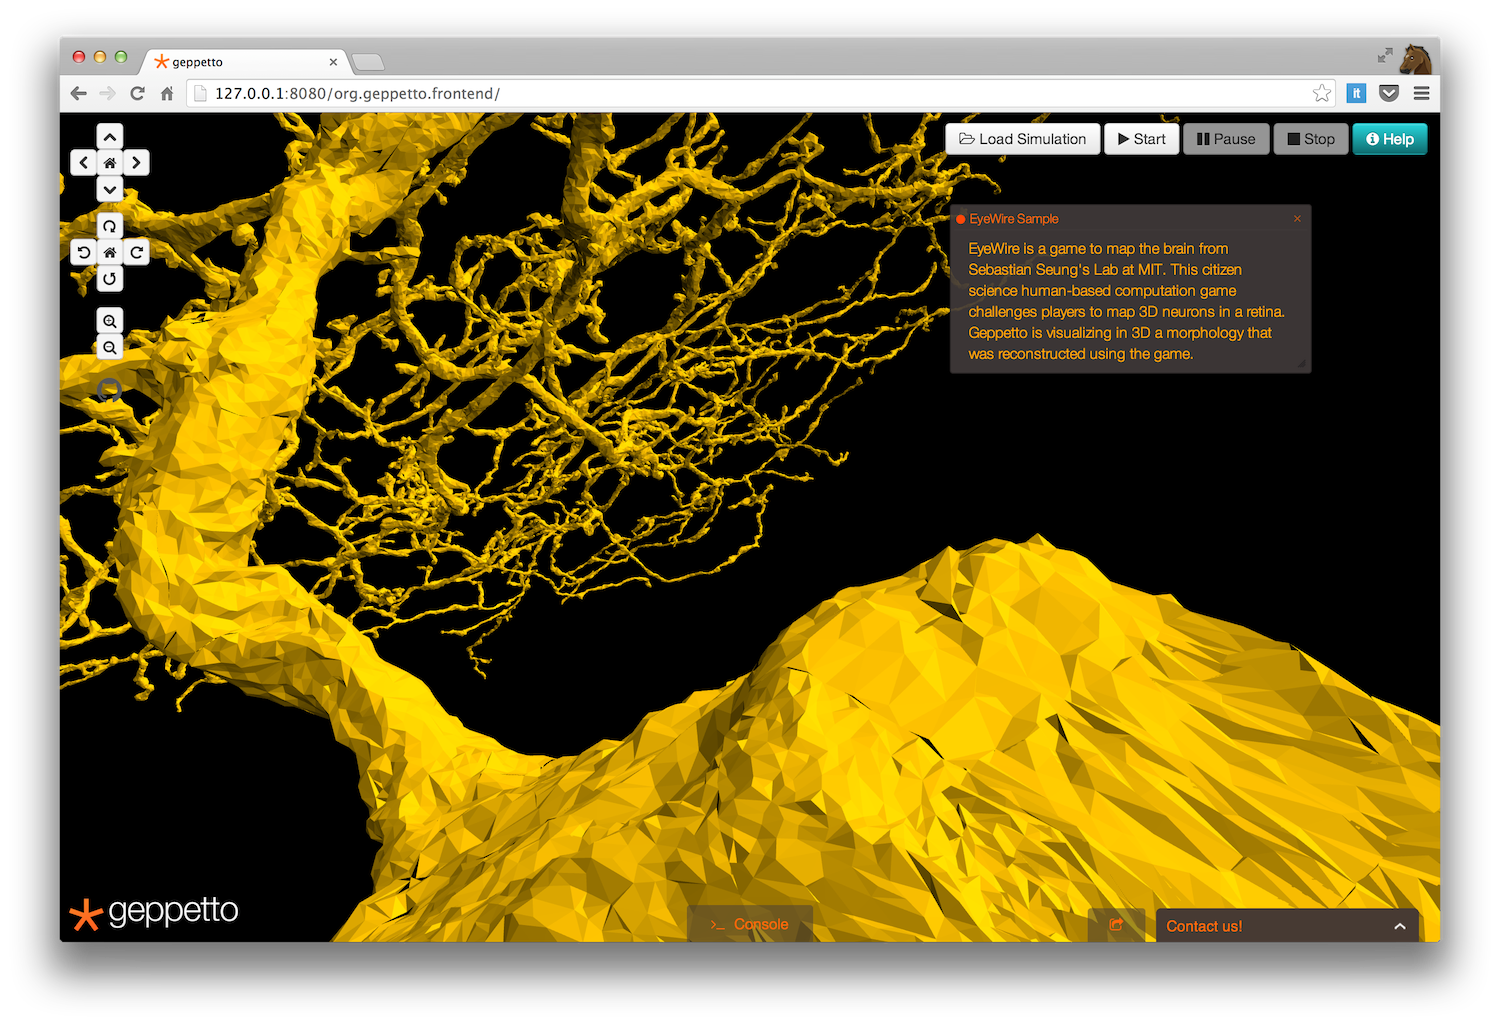 geppetto
127.0.0.1:8080/org.geppetto.frontend/
It
Load Simulation
Start
Pause
Stop
Help
EyeWire Sample
EyeWire is a game to map the brain from
Sebastian Seung's Lab at MIT. This citizen
science human-based computation game
challenges players to map 3D neurons in a retina.
Geppetto is visualizing in 3D a morphology that
was reconstructed using the game.
geppetto
>_ Console
Contact us!